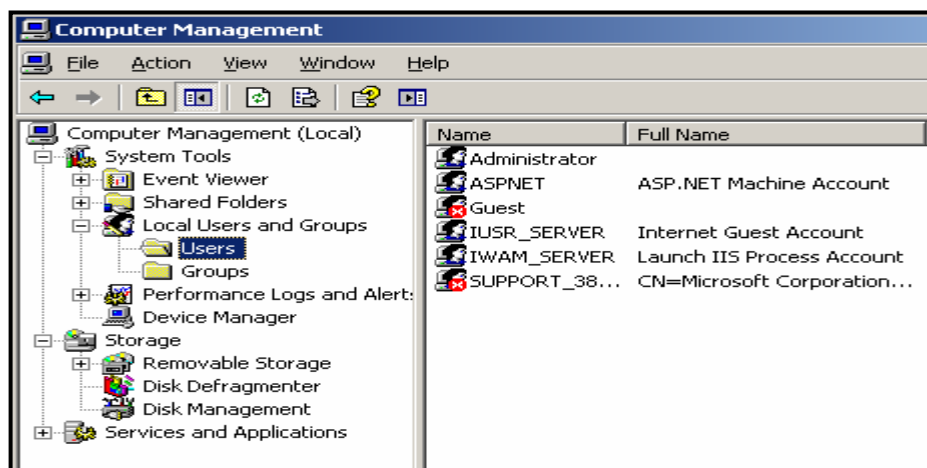 Computer Management
File Action View Window Help
Computer Management (Local)
System Tools
Event Viewer
Shared Folders
Local Users and Groups
Users
Groups
Performance Logs and Alert:
Device Manager
Storage
Removable Storage
Disk Defragmenter
Disk Management
Services and Applications
Name Full Name
Administrator
ASPNET ASP.NET Machine Account
Guest
IUSR_SERVER Internet Guest Account
IWAM_SERVER Launch IIS Process Account
SUPPORT_38... CN=Microsoft Corporation...